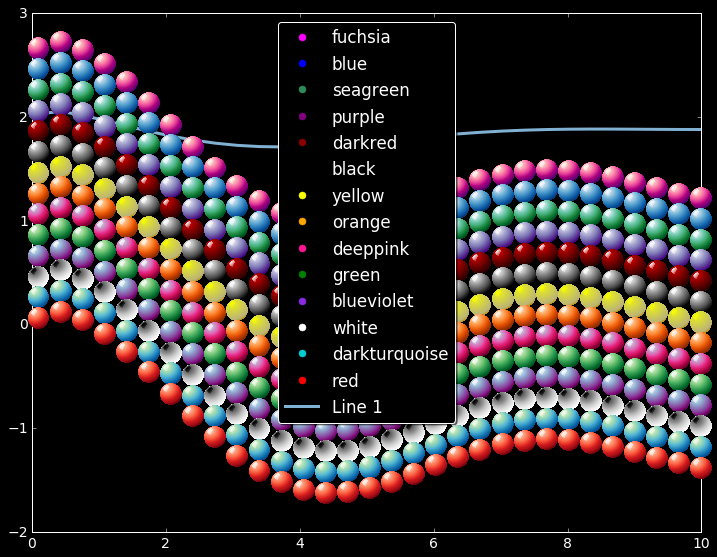 3
2
1
0
−1
−2
0
2
4
6
8
10
fuchsia
blue
seagreen
purple
darkred
black
yellow
orange
deeppink
green
blueviolet
white
darkturquoise
red
Line 1